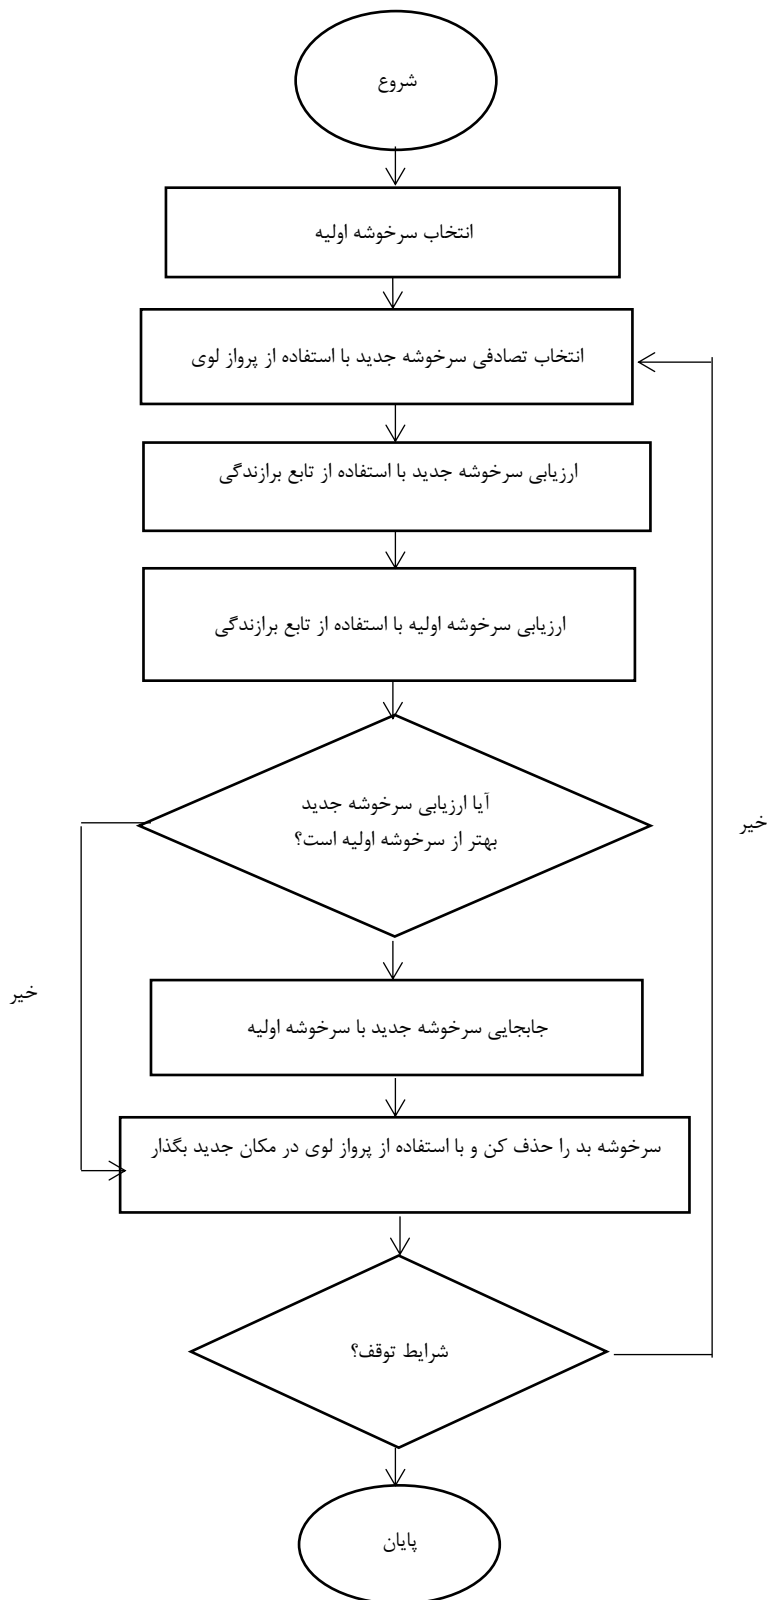 شروع
انتخاب سرخوشه اولیه
انتخاب تصادفی سرخوشه جدید با استفاده از پرواز لوی
ارزیابی سرخوشه جدید با استفاده از تابع برازندگی
ارزیابی سرخوشه اولیه با استفاده از تابع برازندگی
آیا ارزیابی سرخوشه جدید
بهتر از سرخوشه اولیه است؟
خیر
خیر
جابجایی سرخوشه جدید با سرخوشه اولیه
سرخوشه بد را حذف کن و با استفاده از پرواز لوی در مکان جدید بگذار
شرایط توقف؟
پایان